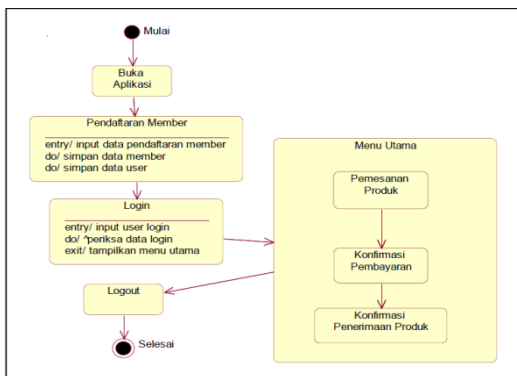 Mulai
Buka
Aplikasi
Pendaftaran Member
entry/ input data pendaftaran member
do/ simpan data member
do/ simpan data user
Login
entry/ input user login
do/ ^periksa data login
exit/ tampilkan menu utama
Menu Utama
Pemesanan
Produk
Konfirmasi
Pembayaran
Konfirmasi
Penerimaan Produk
Logout
Selesai